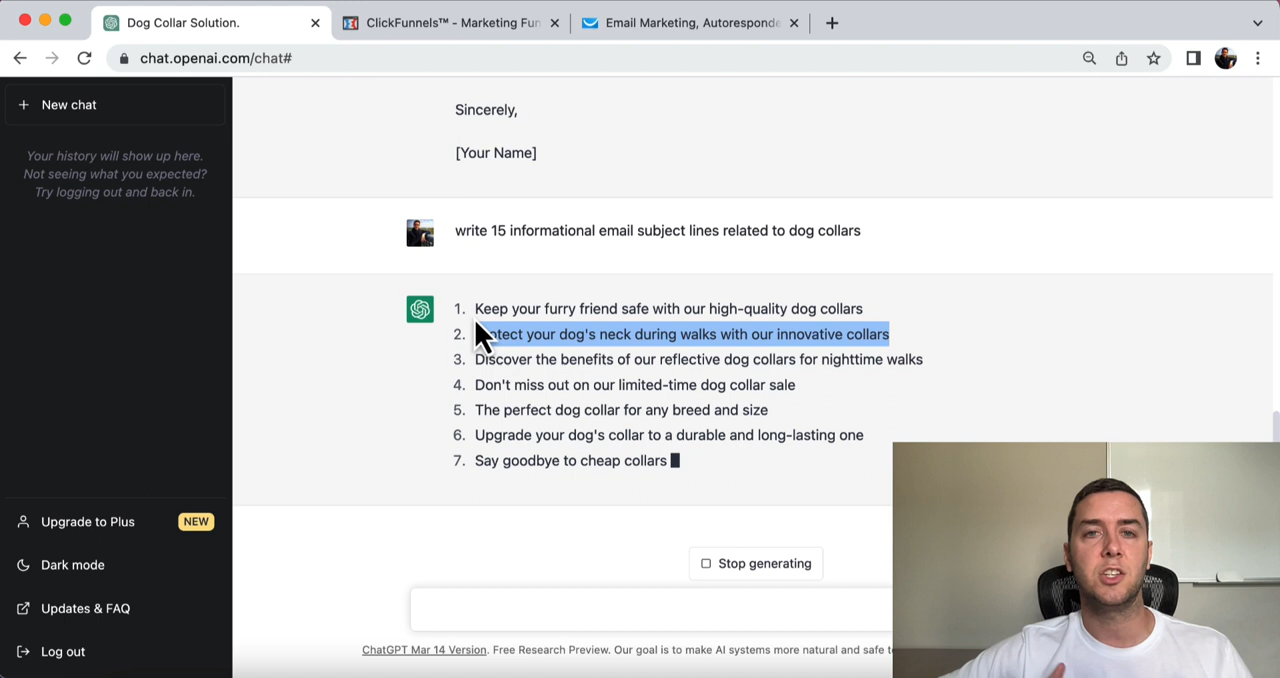 Dog Collar Solution.
ClickFunnels™ - Marketing Fun
Email Marketing, Autoresponde
chat.openai.com/chat#
New chat
Your history will show up here.
Not seeing what you expected?
Try logging out and back in.
Sincerely,
[Your Name]
write 15 informational email subject lines related to dog collars
1. Keep your furry friend safe with our high-quality dog collars
2. otect your dog's neck during walks with our innovative collars
3. Discover the benefits of our reflective dog collars for nighttime walks
4. Don't miss out on our limited-time dog collar sale
5. The perfect dog collar for any breed and size
6. Upgrade your dog's collar to a durable and long-lasting one
7. Say goodbye to cheap collars
Stop generating
Upgrade to Plus NEW
Dark mode
Updates & FAQ
Log out
ChatGPT Mar 14 Version. Free Research Preview. Our goal is to make AI systems more natural and safe t